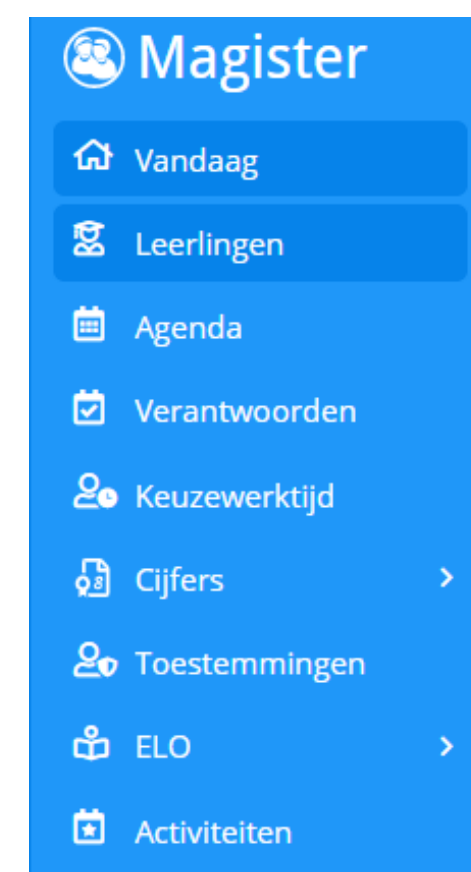 Magister
Vandaag
Leerlingen
Agenda
Verantwoorden
Keuzewerktijd
Cijfers
Toestemmingen
ELO
Activiteiten